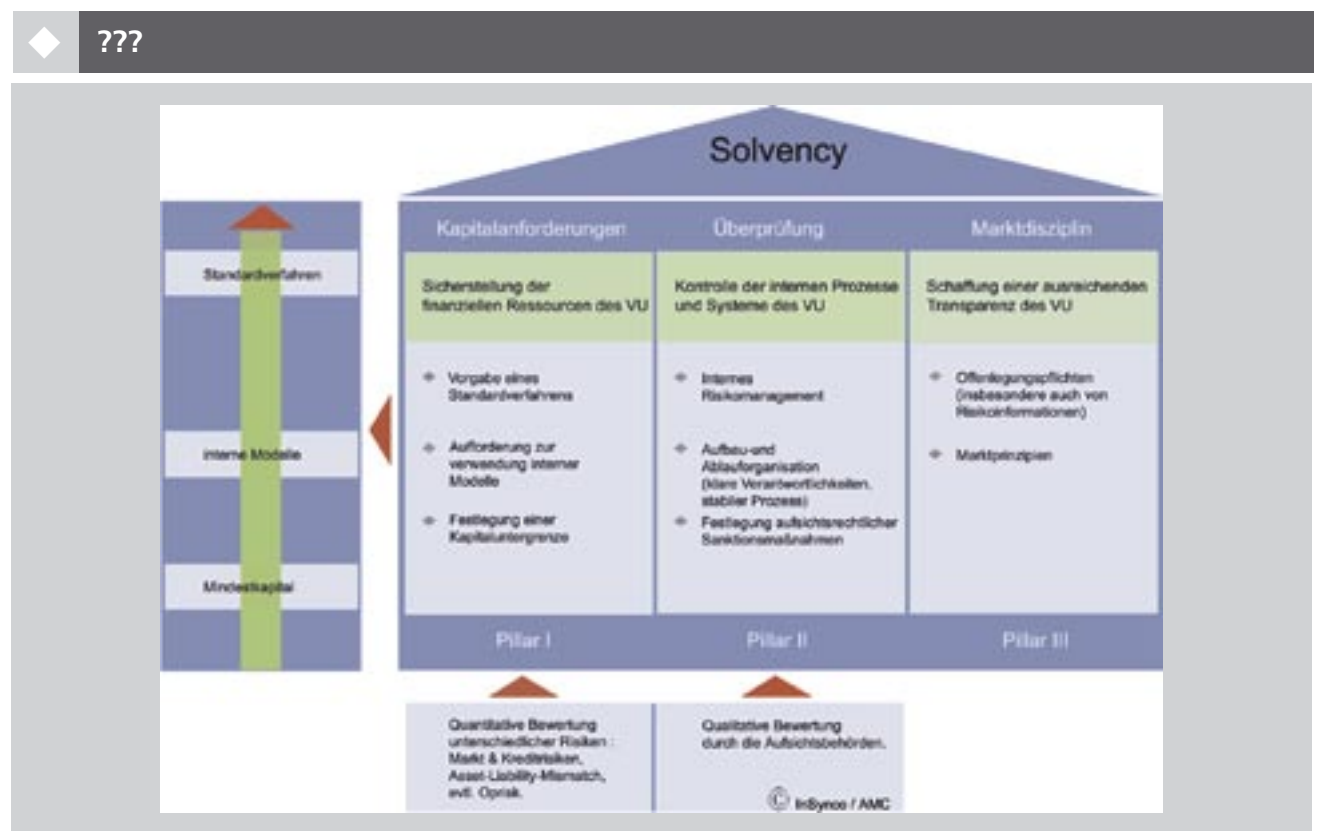 ???
Solvency
Kapitalanforderungen
Überprüfung
Marktdisziplin
Standardverfahren
interne Modelle
Mindestkapital
Sicherstellung der
finanziellen Ressourcen des VU
Vorgabe eines
Standardverfahrens
Aufforderung zur
verwendung interner
Modelle
Festlegung einer
Kapitaluntergrenze
Pillar I
Kontrolle der internen Prozesse
und Systeme des VU
Internes
Risikomanagement
Aufbau-und
Ablauforganisation
(klare Verantwortlichkeiten,
stabiler Prozess)
Festlegung aufsichtsrechtlicher
Sanktionsmaßnahmen
Pillar II
Schaffung einer ausreichenden
Transparenz des VU
Offenlegungspflichten
(insbesondere auch von
Risikoinformationen)
Marktprinzipien
Pillar III
Quantitative Bewertung
unterschiedlicher Risiken :
Markt & Kreditrisiken,
Asset-Liability-Mismatch,
evtl. Oprisk.
Qualitative Bewertung
durch die Aufsichtsbehörden.
© InSynco / AMC